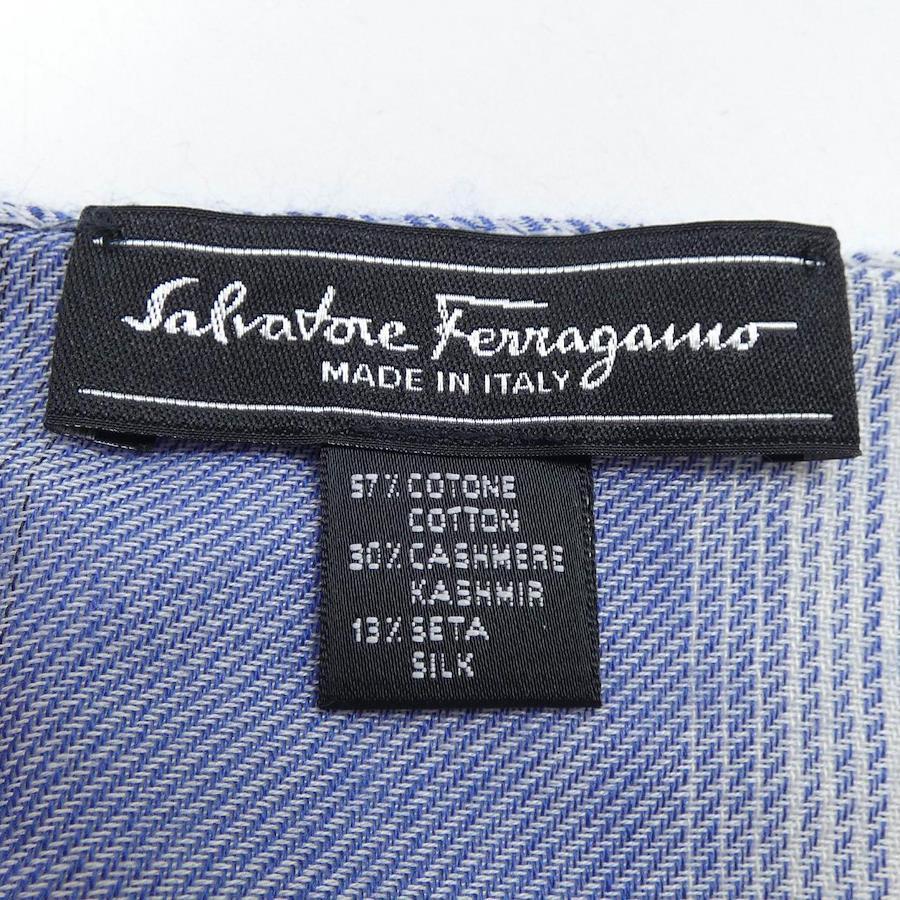 Salvatore Ferragamo
MADE IN ITALY
57% COTONE
COTTON
30% CASHMERE
KASHMIR
13% SETA
SILK